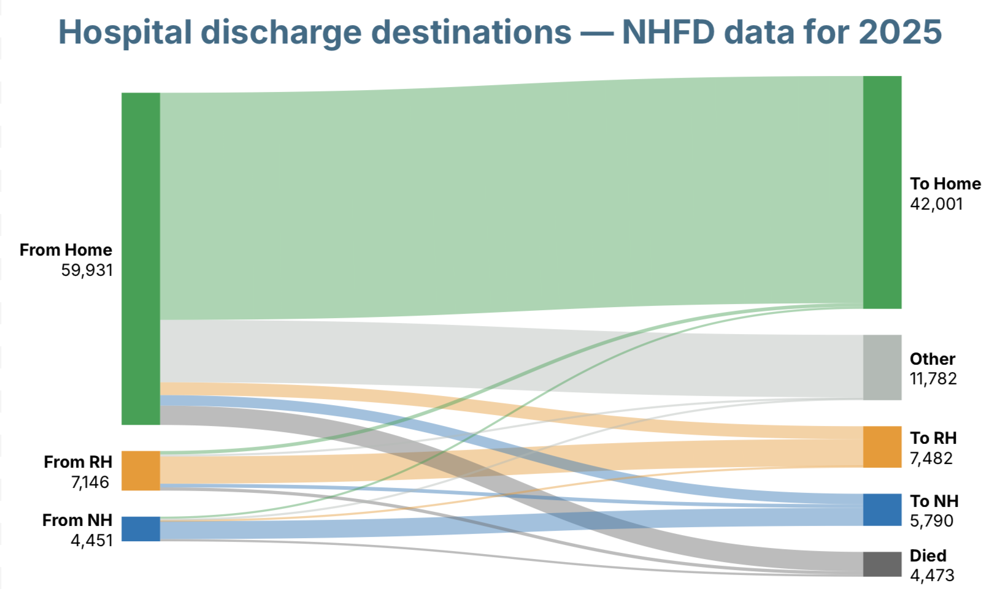 Hospital discharge destinations — NHFD data for 2025
From Home
59,931
From RH
7,146
From NH
4,451
To Home
42,001
Other
11,782
To RH
7,482
To NH
5,790
Died
4,473